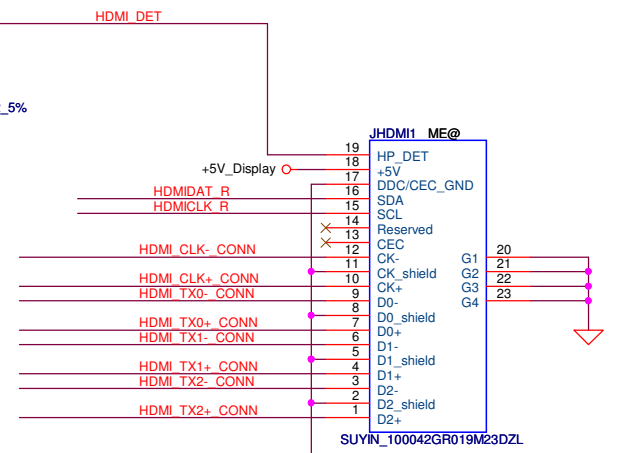 HDMI_DET
_5%
JHDMI1 ME@
19 HP_DET
+5V_Display 18 +5V
17 DDC/CEC_GND
HDMIDAT_R 16 SDA
HDMICLK_R 15 SCL
14 Reserved
13 CEC
HDMI_CLK-_CONN 12 CK- G1 20
11 CK_shield G2 21
HDMI_CLK+_CONN 10 CK+ G3 22
HDMI_TX0-_CONN 9 D0- G4 23
8 D0_shield
HDMI_TX0+_CONN 7 D0+
HDMI_TX1-_CONN 6 D1-
5 D1_shield
HDMI_TX1+_CONN 4 D1+
HDMI_TX2-_CONN 3 D2-
2 D2_shield
HDMI_TX2+_CONN 1 D2+
SUYIN_100042GR019M23DZL